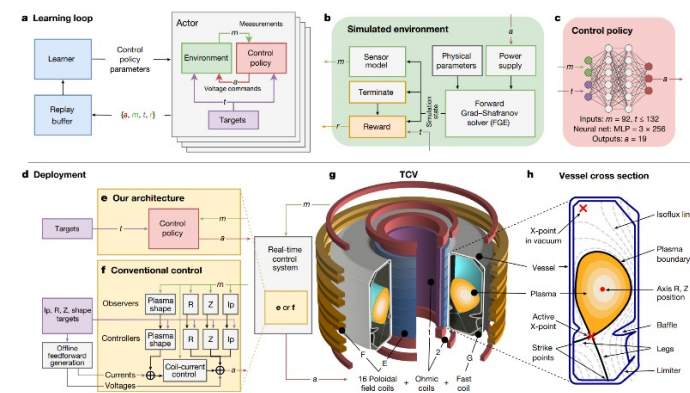 a Learning loop
Learner
Control
policy
parameters
Replay
buffer
{a, m, t, r}
Actor
Measurements
m
Environment
Control
policy
a
Voltage commands
t
Targets
b Simulated environment
a
m
Sensor
model
Physical
parameters
Power
supply
Terminate
Simulation
state
Forward
Grad–Shafranov
solver (FGE)
r
Reward
t
c Control policy
m
t
a
Inputs: m = 92, t ≤ 132
Neural net: MLP = 3 × 256
Outputs: a = 19
d Deployment
e Our architecture
Targets
t
Control
policy
m
a
f Conventional control
m
Observers
Plasma
shape
R
Z
Ip
Ip, R, Z, shape
targets
Controllers
Plasma
shape
R
Z
Ip
Offline
feedforward
generation
Coil-current
control
Currents
Voltages
a
m
Real-time
control
system
e or f
a
g TCV
Vessel
Plasma
F
E
1
2
G
16 Poloidal
field coils
+
Ohmic
coils
+
Fast
coil
h Vessel cross section
X-point
in vacuum
Vessel
Plasma
Active
X-point
Strike
points
Isoflux lin
Plasma
boundary
Axis R, Z
position
Baffle
Legs
Limiter